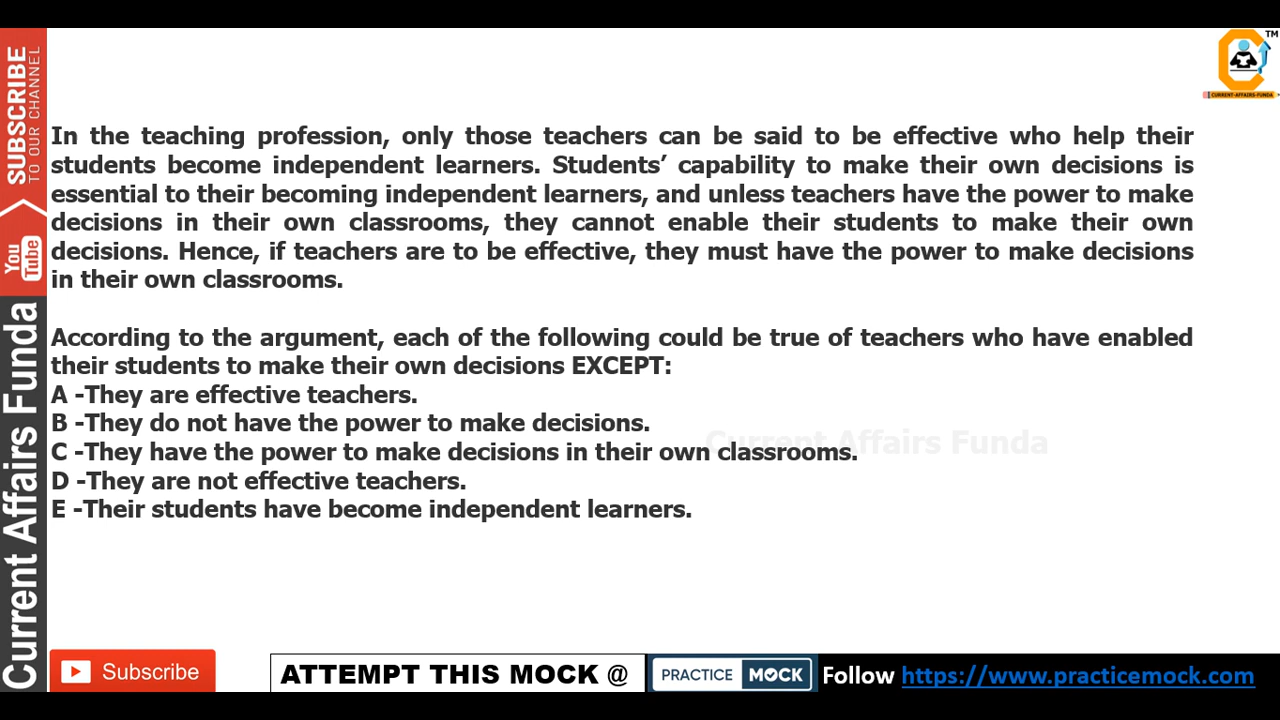 SUBSCRIBE
TO OUR CHANNEL
You
Tube
Current Affairs Funda
TM
CURRENT-AFFAIRS-FUNDA
In the teaching profession, only those teachers can be said to be effective who help their
students become independent learners. Students’ capability to make their own decisions is
essential to their becoming independent learners, and unless teachers have the power to make
decisions in their own classrooms, they cannot enable their students to make their own
decisions. Hence, if teachers are to be effective, they must have the power to make decisions
in their own classrooms.
According to the argument, each of the following could be true of teachers who have enabled
their students to make their own decisions EXCEPT:
A -They are effective teachers.
B -They do not have the power to make decisions.
C -They have the power to make decisions in their own classrooms.
Current Affairs Funda
D -They are not effective teachers.
E -Their students have become independent learners.
Subscribe
ATTEMPT THIS MOCK @
PRACTICE MOCK
Follow https://www.practicemock.com